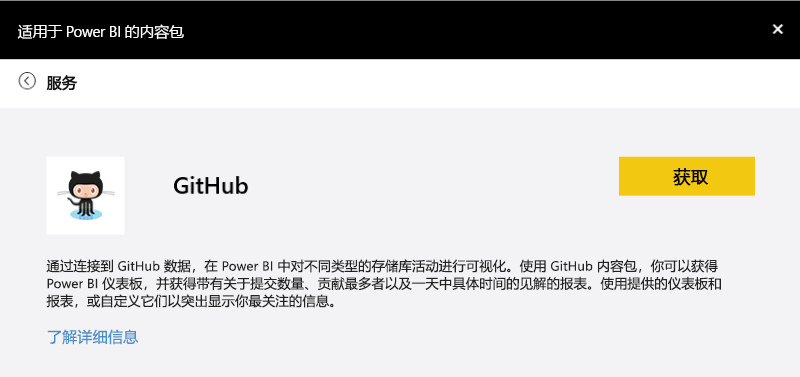 适用于 Power BI 的内容包
服务
GitHub
获取
通过连接到 GitHub 数据，在 Power BI 中对不同类型的存储库活动进行可视化。使用 GitHub 内容包，你可以获得
Power BI 仪表板，并获得带有关于提交数量、贡献最多者以及一天中具体时间的见解的报表。使用提供的仪表板和
报表，或自定义它们以突出显示你最关注的信息。
了解详细信息